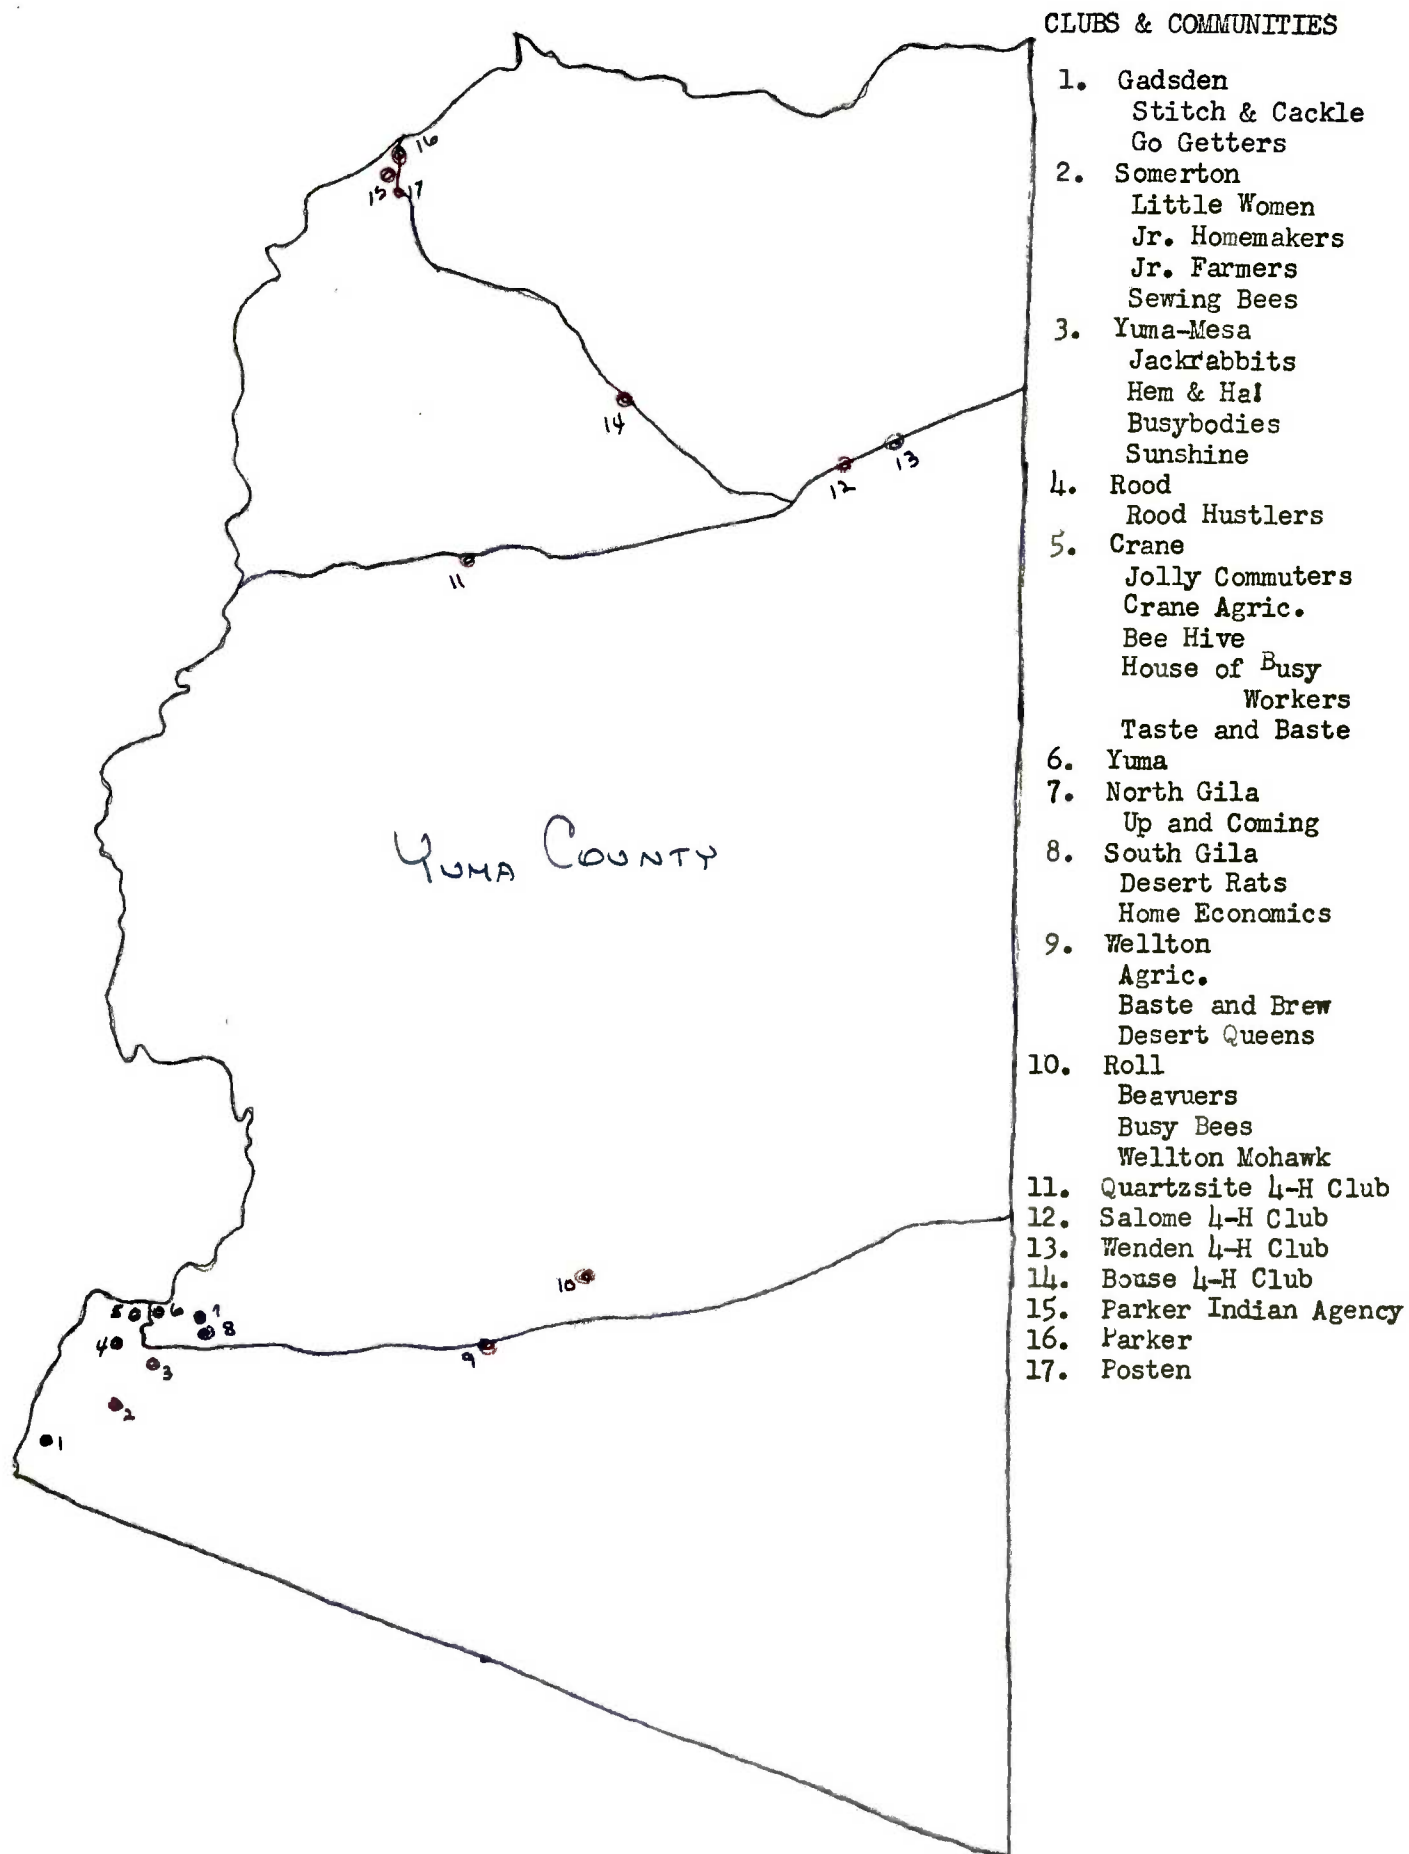 CLUBS & COMMUNITIES
1. Gadsden
Stitch & Cackle
Go Getters
2. Somerton
Little Women
Jr. Homemakers
Jr. Farmers
Sewing Bees
3. Yuma-Mesa
Jackrabbits
Hem & Ha!
Busybodies
Sunshine
4. Rood
Rood Hustlers
5. Crane
Jolly Commuters
Crane Agric.
Bee Hive
House of Busy
Workers
Taste and Baste
6. Yuma
7. North Gila
Up and Coming
8. South Gila
Desert Rats
Home Economics
9. Wellton
Agric.
Baste and Brew
Desert Queens
10. Roll
Beavuers
Busy Bees
Wellton Mohawk
11. Quartzsite 4-H Club
12. Salome 4-H Club
13. Wenden 4-H Club
14. Bouse 4-H Club
15. Parker Indian Agency
16. Parker
17. Posten
16
15 17
14
13
12
11
YUMA COUNTY
10
5 6 7
8
4
9
3
2
1